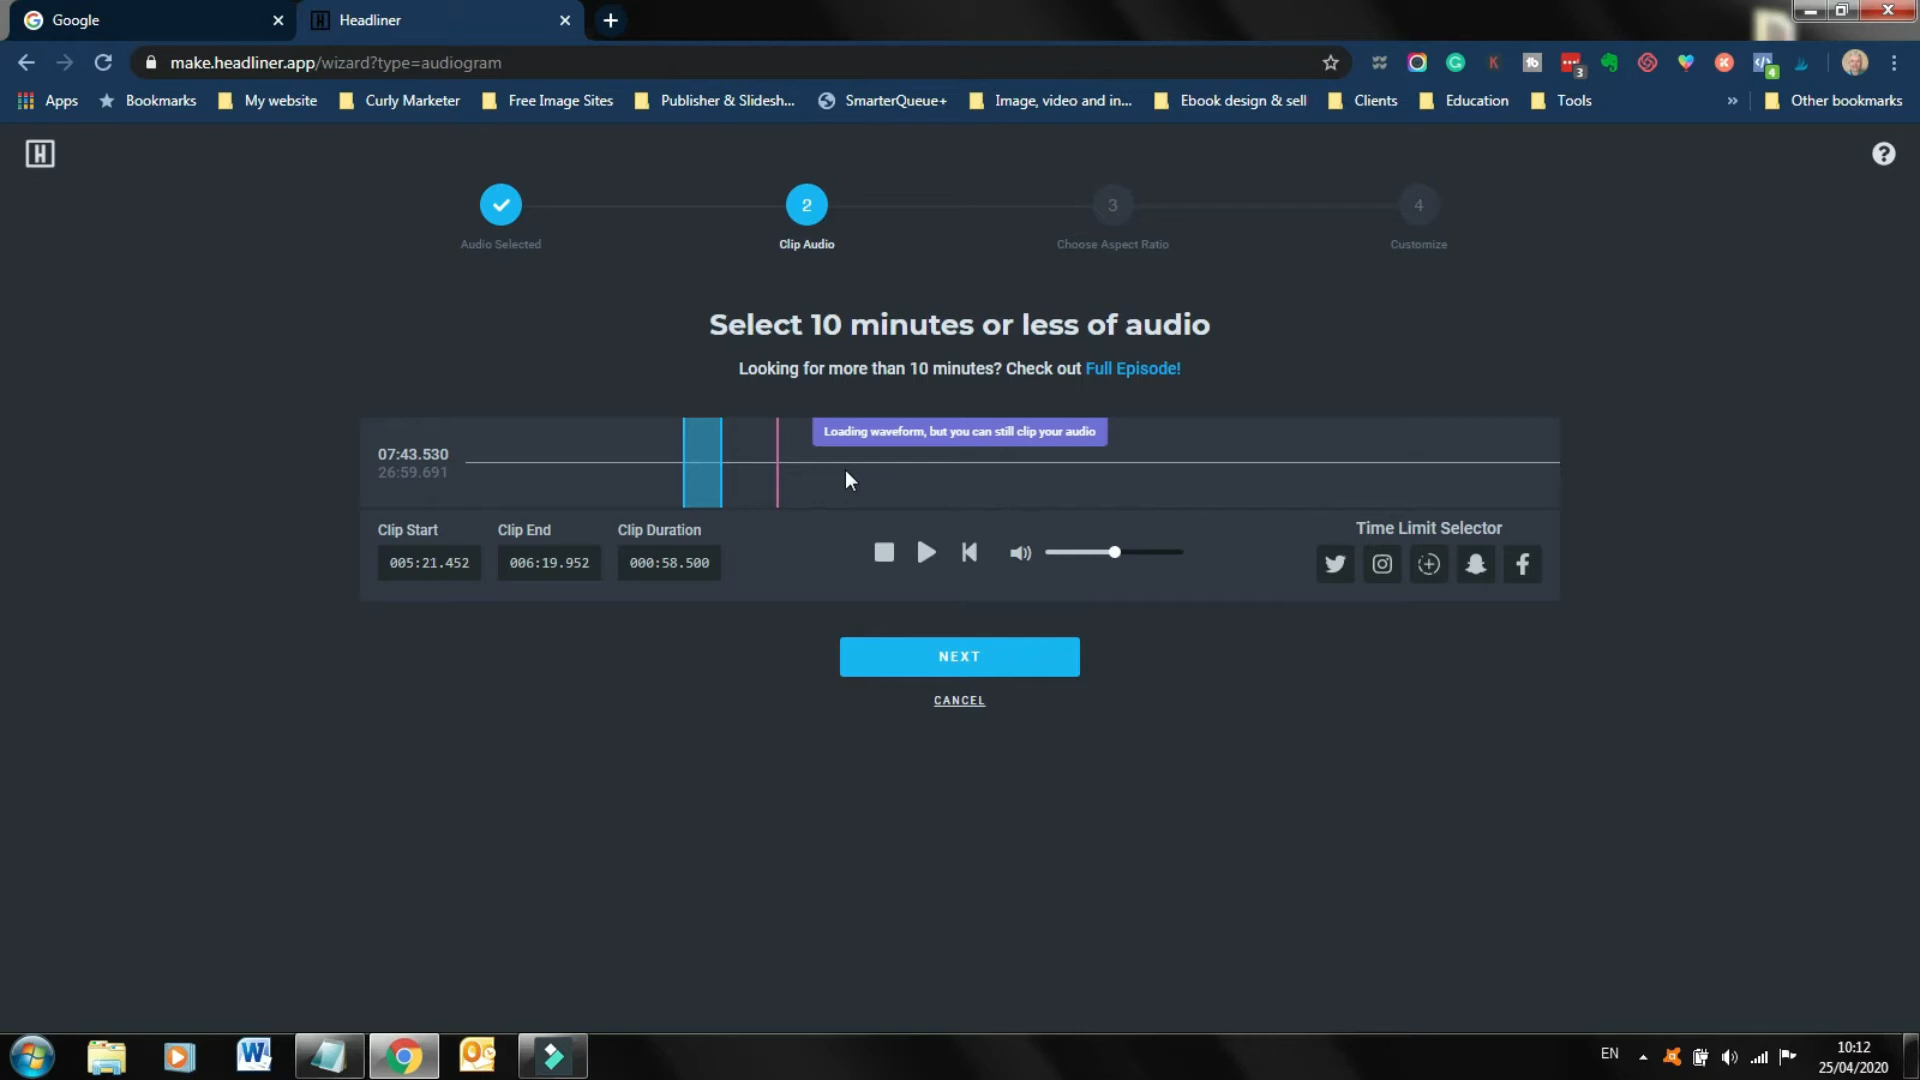 Google
Headliner
make.headliner.app/wizard?type=audiogram
3
4
Apps
Bookmarks
My website
Curly Marketer
Free Image Sites
Publisher & Slidesh...
SmarterQueue+
Image, video and in...
Ebook design & sell
Clients
Education
Tools
»
Other bookmarks
H
?
2
3
4
Audio Selected
Clip Audio
Choose Aspect Ratio
Customize
Select 10 minutes or less of audio
Looking for more than 10 minutes? Check out Full Episode!
Loading waveform, but you can still clip your audio
07:43.530
26:59.691
Clip Start
Clip End
Clip Duration
Time Limit Selector
005:21.452
006:19.952
000:58.500
NEXT
CANCEL
EN
10:12
25/04/2020